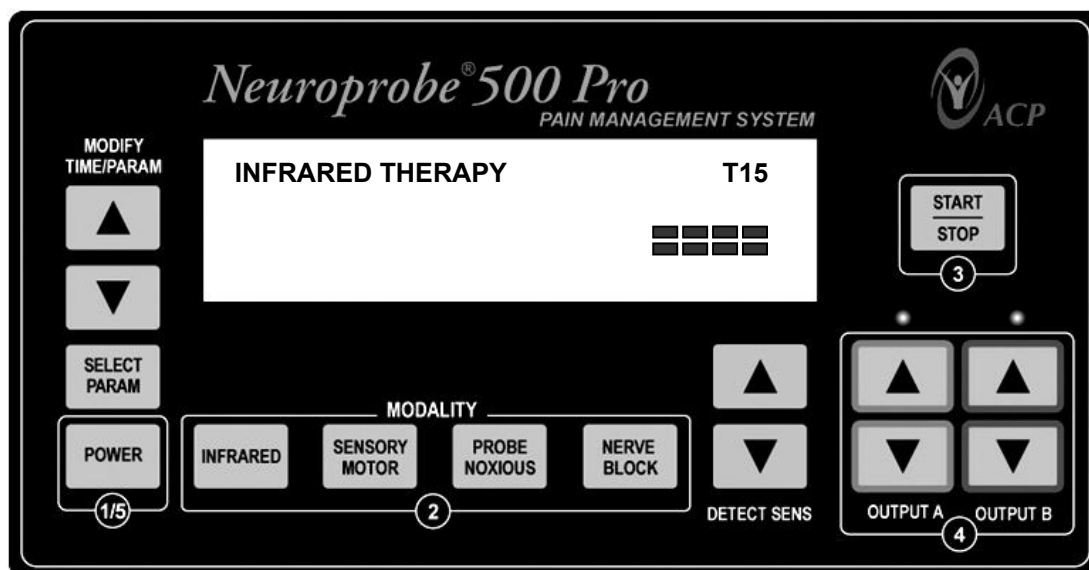 Neuroprobe® 500 Pro
PAIN MANAGEMENT SYSTEM
ACP
MODIFY
TIME/PARAM
INFRARED THERAPY T15
START
STOP
3
SELECT
PARAM
MODALITY
POWER
INFRARED
SENSORY
MOTOR
PROBE
NOXIOUS
NERVE
BLOCK
1/5
2
DETECT SENS
OUTPUT A
OUTPUT B
4